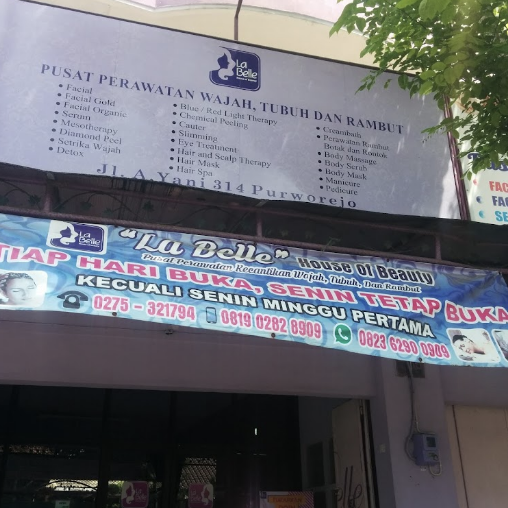 La Belle
PUSAT PERAWATAN WAJAH, TUBUH DAN RAMBUT
• Facial
• Facial Gold
• Facial Organic
• Serum
• Mesotherapy
• Diamond Peel
• Setrika Wajah
• Detox
• Blue / Red Light Therapy
• Chemical Peeling
• Cauter
• Slimming
• Eye Treatment
• Hair and Scalp Therapy
• Hair Mask
• Hair Spa
• Creambath
• Perawatan Rambut
Botak dan Rontok
• Body Massage
• Body Scrub
• Body Mask
• Manicure
• Pedicure
Jl. A.Yani 314 Purworejo
La Belle
"La Belle" House Of Beauty
Pusat Perawatan Kecantikan Wajah, Tubuh, Dan Rambut
TIAP HARI BUKA, SENIN TETAP BUKA
KECUALI SENIN MINGGU PERTAMA
0275 - 321794 0819 0282 8909 0823 6290 0909